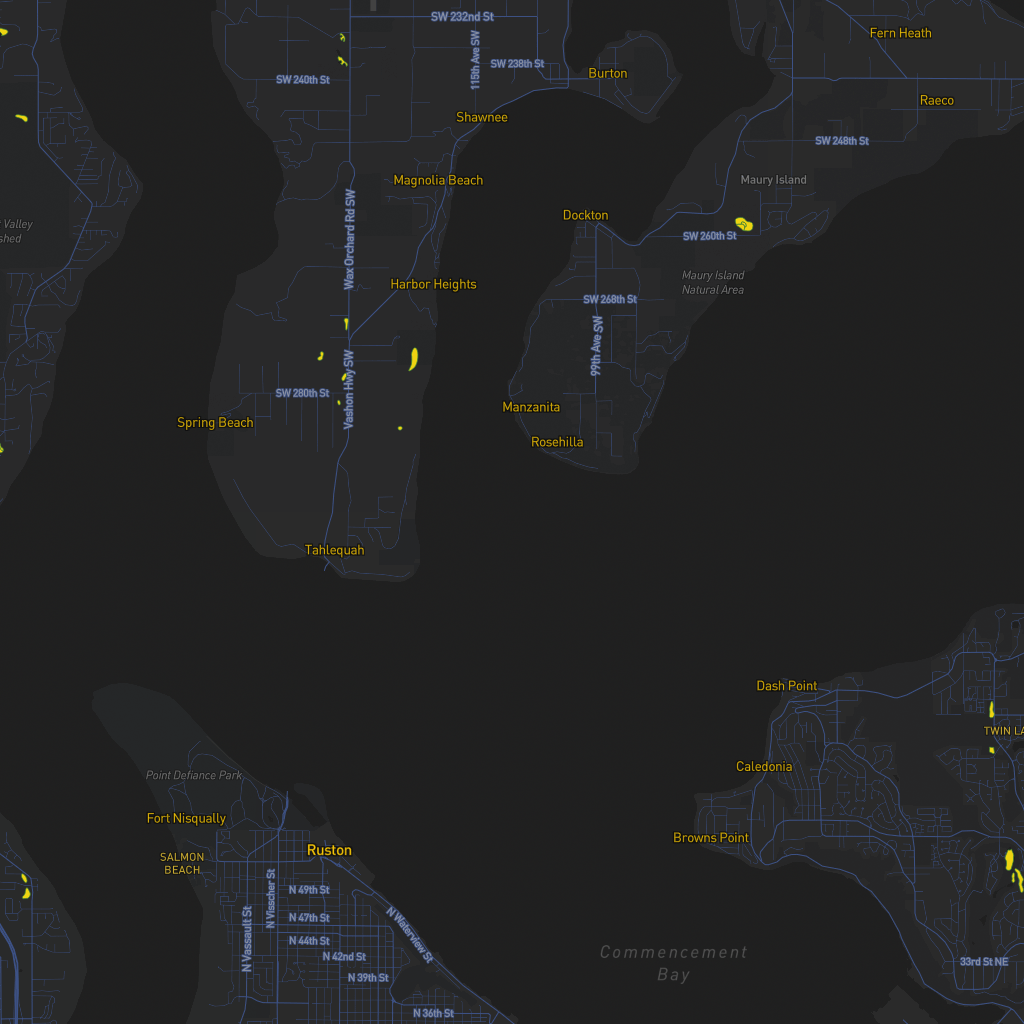 SW 232nd St
Fern Heath
115th Ave SW
SW 238th St
Burton
SW 240th St
Raeco
Shawnee
SW 248th St
Magnolia Beach
Maury Island
Wax Orchard Rd SW
Dockton
Valley
shed
SW 260th St
Maury Island
Natural Area
Harbor Heights
SW 268th St
99th Ave SW
Vashon Hwy SW
SW 280th St
Manzanita
Spring Beach
Rosehilla
Tahlequah
Dash Point
TWIN LA
Caledonia
Point Defiance Park
Fort Nisqually
Browns Point
Ruston
SALMON
BEACH
N 49th St
N Visscher St
N 47th St
N Waterview St
N Vassault St
N 44th St
N 42nd St
Commencement
Bay
33rd St NE
N 39th St
N 36th St